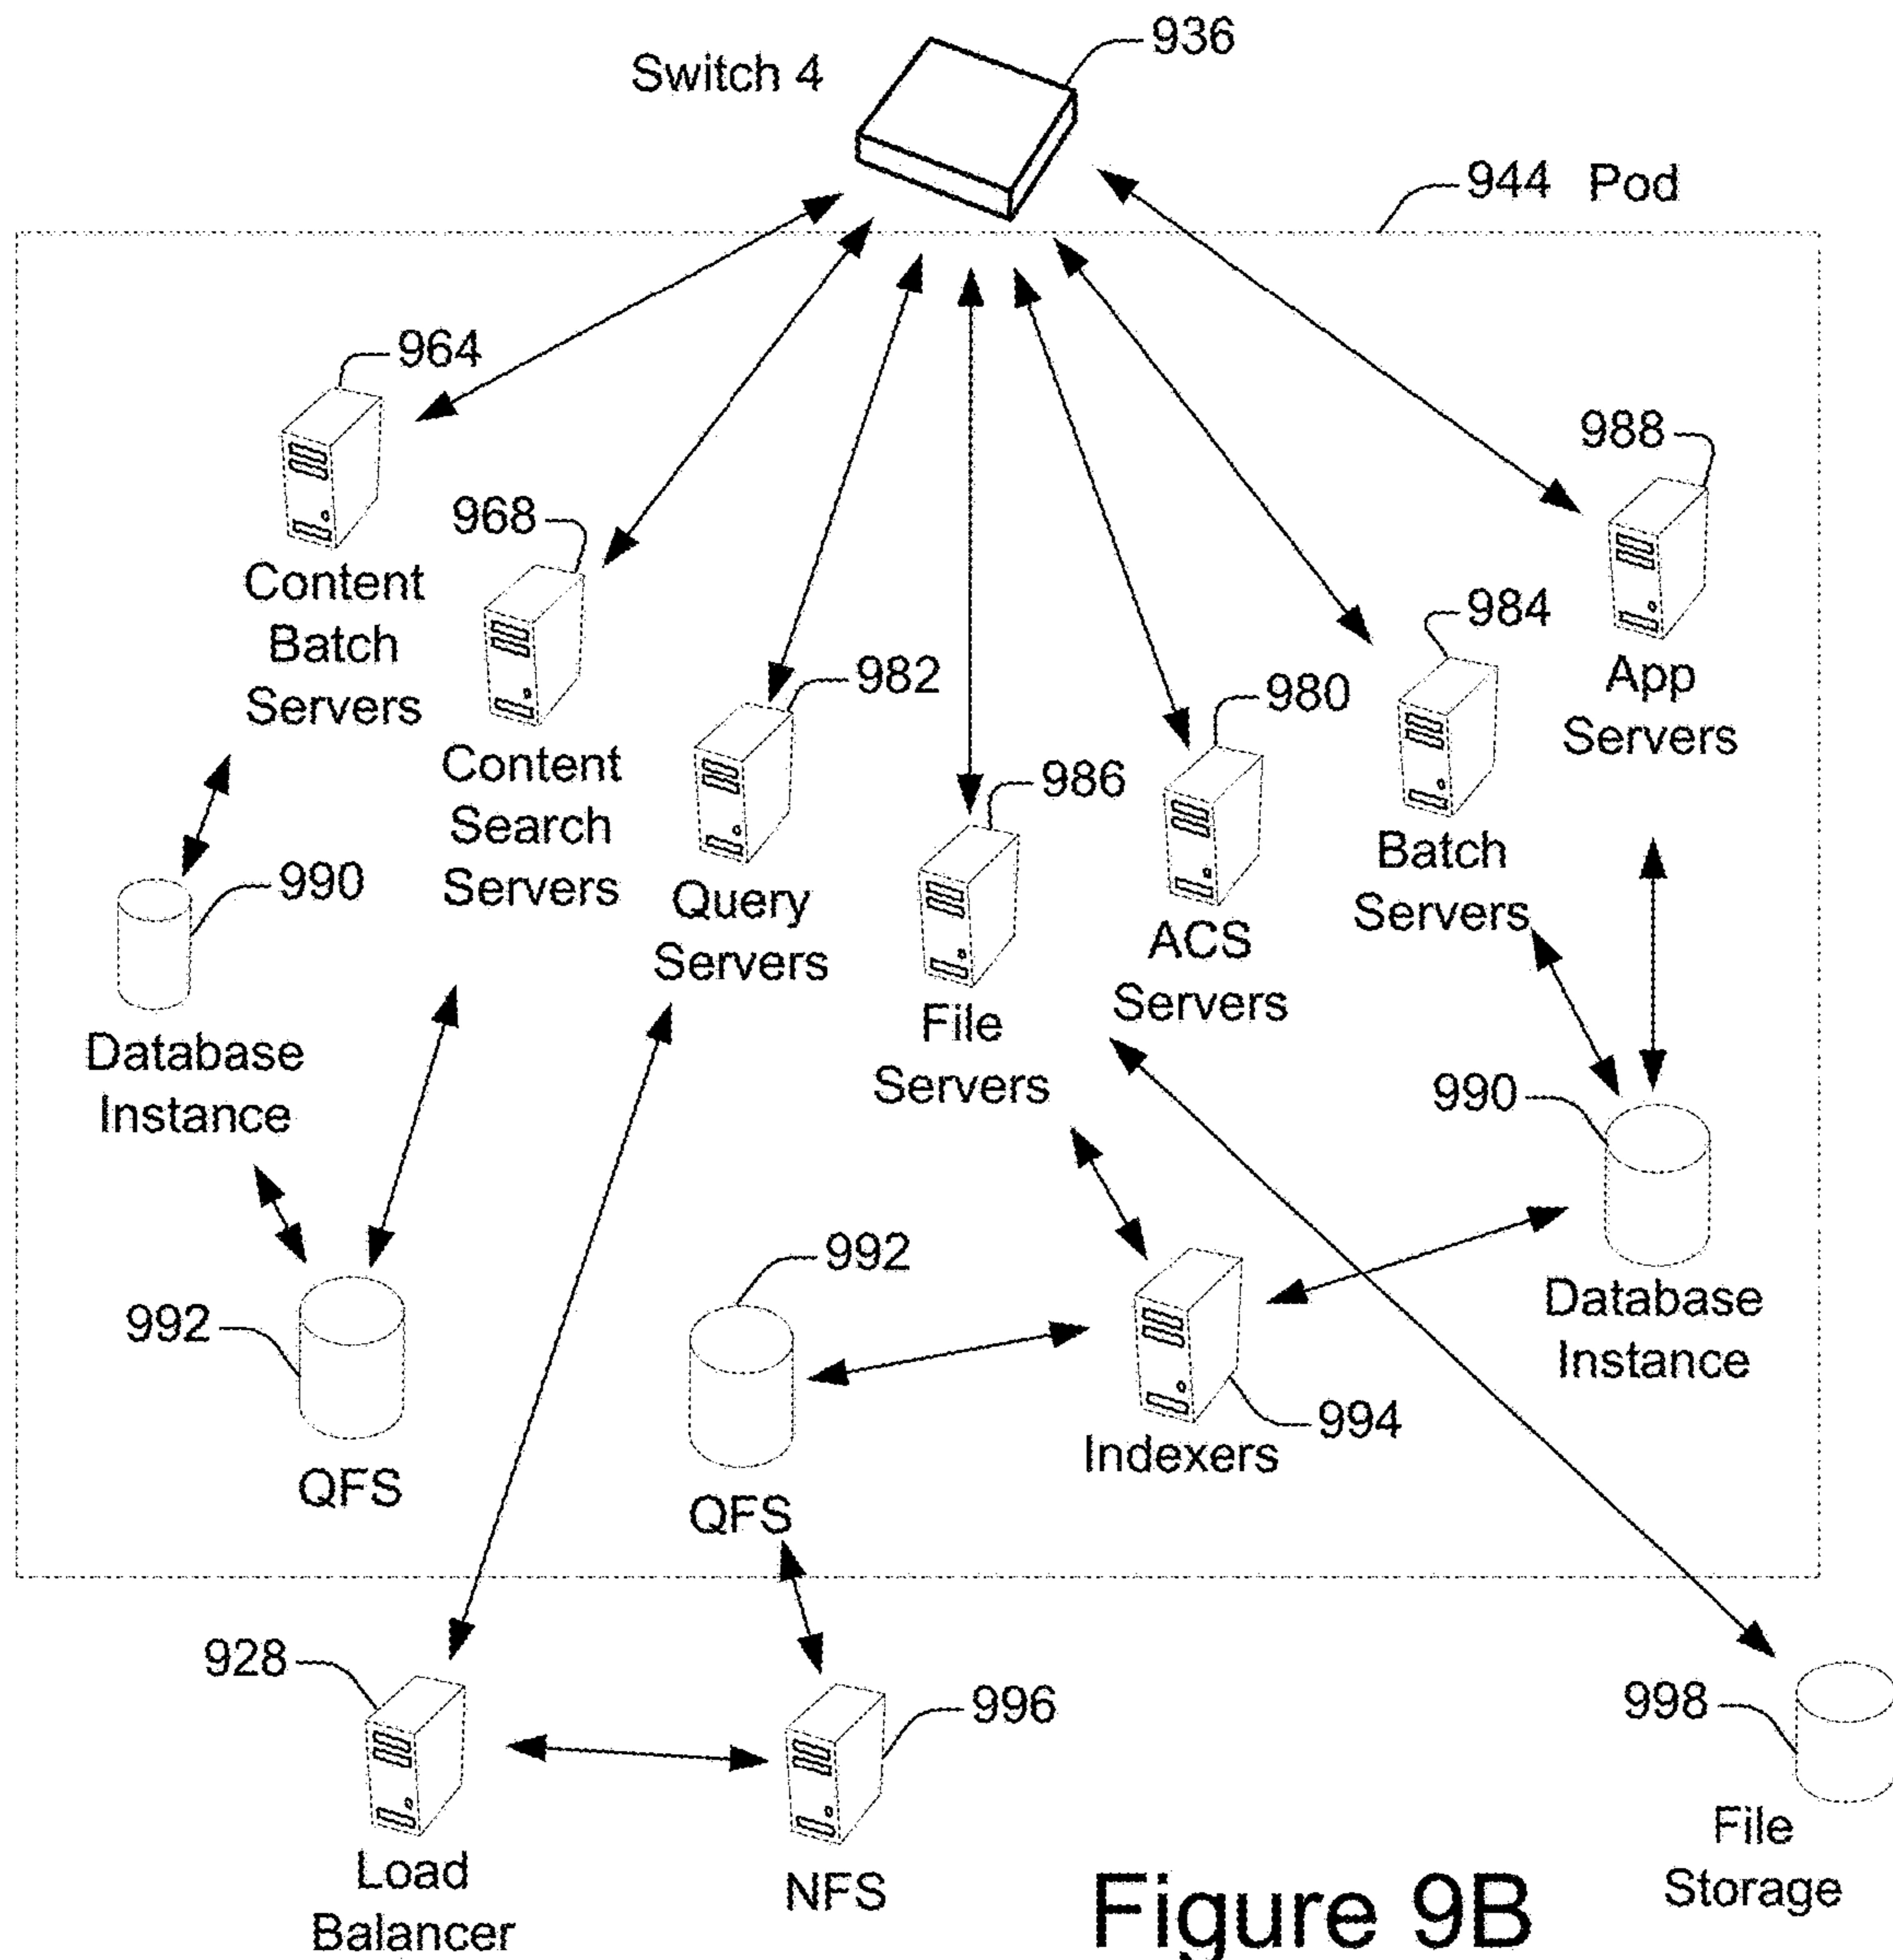 936
Switch 4
944 Pod
964
988
968
Content
Batch
Servers
984
982
980
App
Servers
Content
Search
Servers
986
Batch
Servers
990
Query
Servers
ACS
Servers
File
Servers
Database
Instance
990
992
992
Database
Instance
994
Indexers
QFS
QFS
928
996
998
File
Storage
Load
Balancer
NFS
Figure 9B